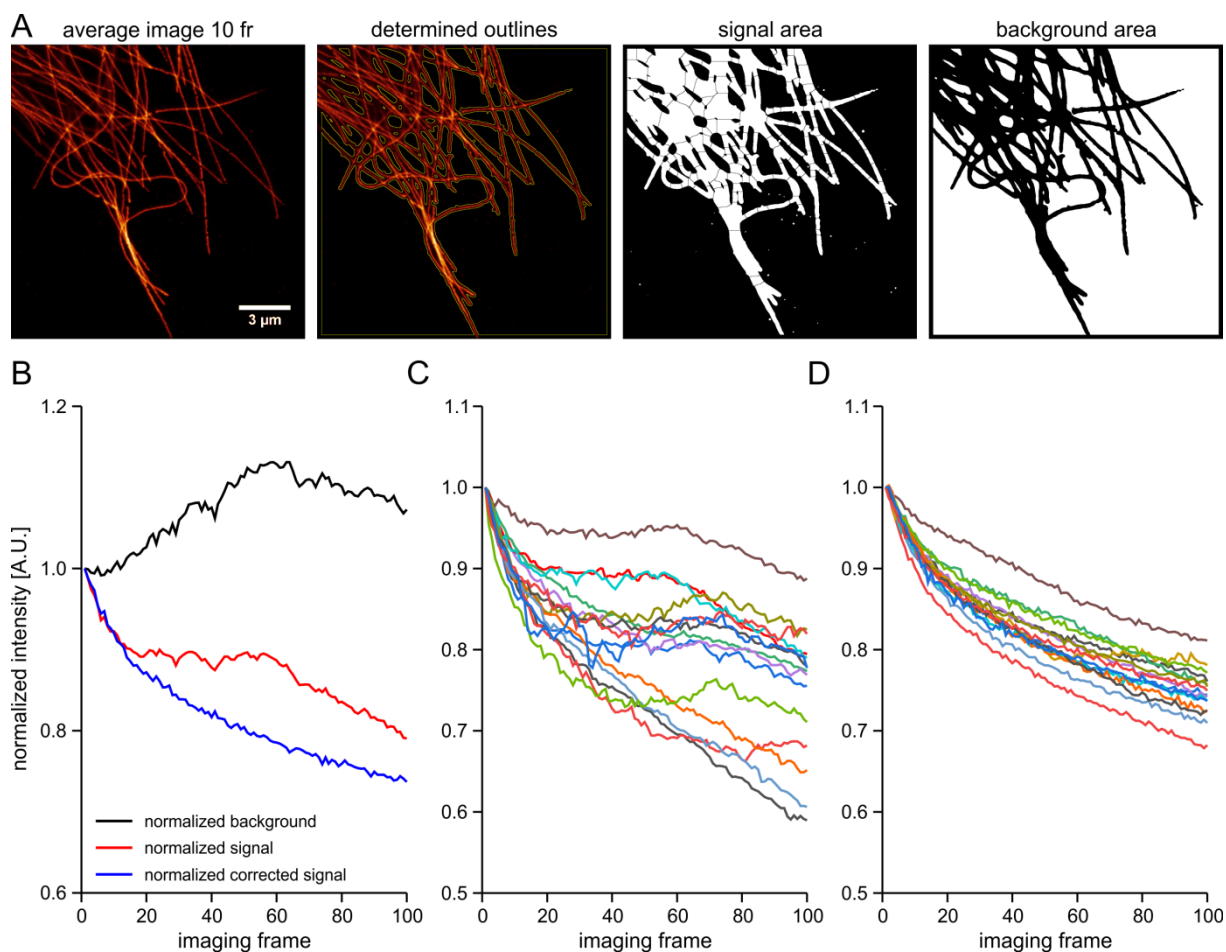 A
average image 10 fr determined outlines signal area background area
3 µm
B C D
normalized intensity [A.U.]
1.2
1.0
0.8
0.6
normalized background
normalized signal
normalized corrected signal
0 20 40 60 80 100
imaging frame
1.1
1.0
0.9
0.8
0.7
0.6
0.5
0 20 40 60 80 100
imaging frame
1.1
1.0
0.9
0.8
0.7
0.6
0.5
0 20 40 60 80 100
imaging frame